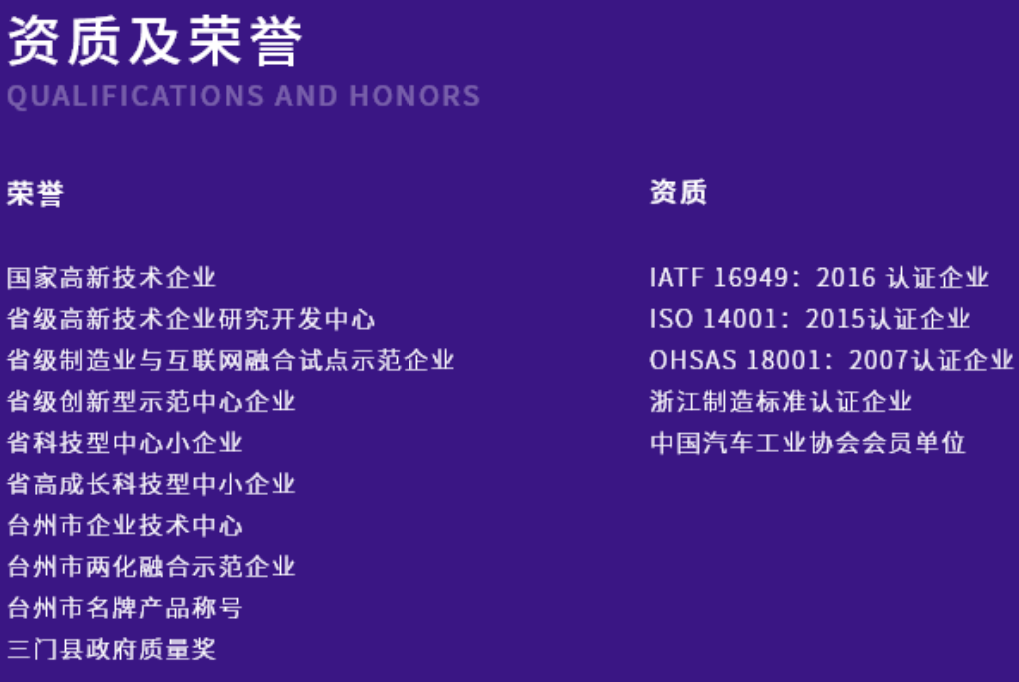 资质及荣誉
QUALIFICATIONS AND HONORS
荣誉
国家高新技术企业
省级高新技术企业研究开发中心
省级制造业与互联网融合试点示范企业
省级创新型示范中心企业
省科技型中心小企业
省高成长科技型中小企业
台州市企业技术中心
台州市两化融合示范企业
台州市名牌产品称号
三门县政府质量奖
资质
IATF 16949：2016 认证企业
ISO 14001：2015认证企业
OHSAS 18001：2007认证企业
浙江制造标准认证企业
中国汽车工业协会会员单位